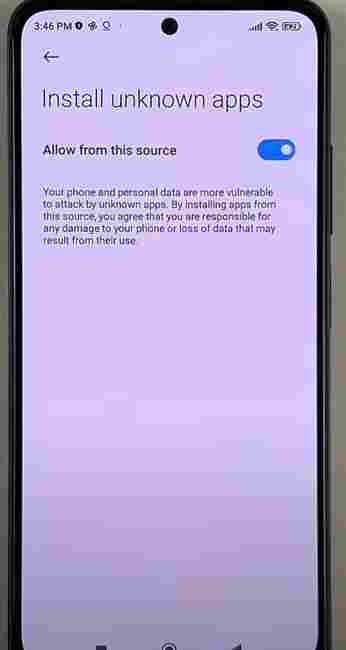 3:46 PM
Install unknown apps
Allow from this source
Your phone and personal data are more vulnerable
to attack by unknown apps. By installing apps from
this source, you agree that you are responsible for
any damage to your phone or loss of data that may
result from their use.